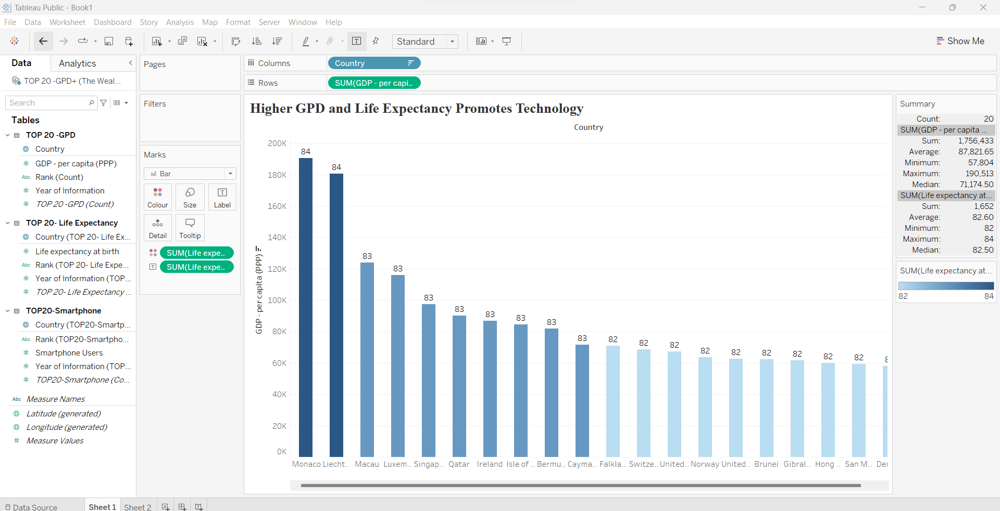 Tableau Public - Book1
File Data Worksheet Dashboard Story Analysis Map Format Server Window Help
Standard
Show Me
Data Analytics
TOP 20 -GPD+ (The Weal...
Search
Tables
TOP 20 -GPD
Country
GDP - per capita (PPP)
Abc Rank (Count)
Year of Information
TOP 20 -GPD (Count)
TOP 20- Life Expectancy
Country (TOP 20- Life Ex...
Life expectancy at birth
Abc Rank (TOP 20- Life Expe...
Year of Information (TOP...
TOP 20- Life Expectancy ...
TOP20-Smartphone
Country (TOP20-Smartp...
Abc Rank (TOP20-Smartpho...
Smartphone Users
Year of Information (TOP...
TOP20-Smartphone (Co...
Abc Measure Names
Latitude (generated)
Longitude (generated)
Measure Values
Pages
Filters
Marks
Bar
Colour Size Label
Detail Tooltip
SUM(Life expe..
SUM(Life expe..
Columns Country
Rows SUM(GDP - per capi..
Higher GPD and Life Expectancy Promotes Technology
Country
GDP - per capita (PPP)
200K
180K
160K
140K
120K
100K
80K
60K
40K
20K
0K
84 84 83 83 83 83 83 83 83 83 82 82 82 82 82 82 82 82 82
Monaco Liecht.. Macau Luxem.. Singap.. Qatar Ireland Isle of .. Bermu.. Cayma.. Falkla.. Switze.. United.. Norway United.. Brunei Gibral.. Hong .. San M..
Summary
Count: 20
SUM(GDP - per capita ...
Sum: 1,756,433
Average: 87,821.65
Minimum: 57,804
Maximum: 190,513
Median: 71,174.50
SUM(Life expectancy at...
Sum: 1,652
Average: 82.60
Minimum: 82
Maximum: 84
Median: 82.50
SUM(Life expectancy at...
82 84
Data Source Sheet 1 Sheet 2